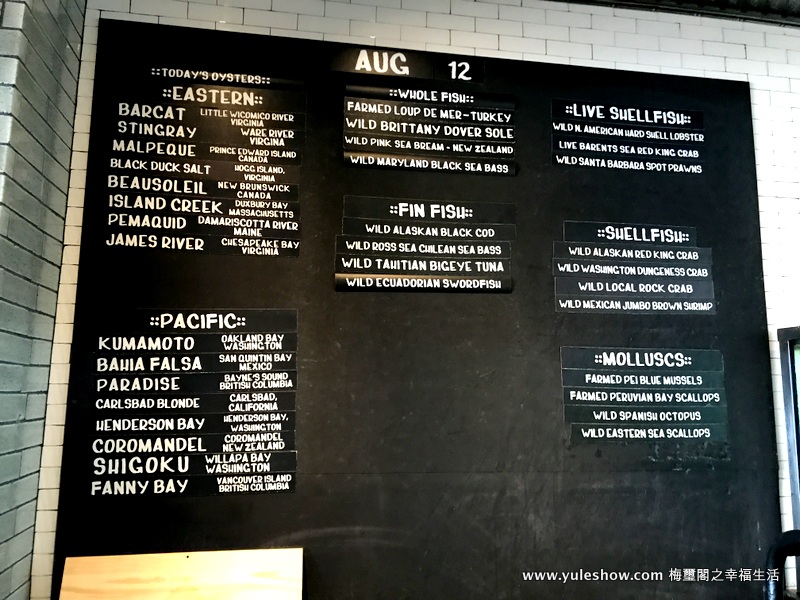 AUG 12
::TODAY'S OYSTERS::
::EASTERN::
BARCAT LITTLE WICOMICO RIVER
VIRGINIA
STINGRAY WARE RIVER
VIRGINA
MALPEQUE PRINCE EDWARD ISLAND
CANADA
BLACK DUCK SALT HOGG ISLAND,
VIRGINIA
BEAUSOLEIL NEW BRUNSWICK
CANADA
ISLAND CREEK DUXBURY BAY
MASSACHUSETTS
PEMAQUID DAMARISCOTTA RIVER
MAINE
JAMES RIVER CHESAPEAKE BAY
VIRGINIA
::PACIFIC::
KUMAMOTO OAKLAND BAY
WASHINGTON
BAHIA FALSA SAN QUINTIN BAY
MEXICO
PARADISE BAYNE'S SOUND
BRITISH COLUMBIA
CARLSBAD BLONDE CARLSBAD,
CALIFORNIA
HENDERSON BAY HENDERSON BAY,
WASHINGTON
COROMANDEL COROMANDEL
NEW ZEALAND
SHIGOKU WILLAPA BAY
WASHINGTON
FANNY BAY VANCOUVER ISLAND
BRITISH COLUMBIA
::WHOLE FISH::
FARMED LOUP DE MER-TURKEY
WILD BRITTANY DOVER SOLE
WILD PINK SEA BREAM - NEW ZEALAND
WILD MARYLAND BLACK SEA BASS
::FIN FISH::
WILD ALASKAN BLACK COD
WILD ROSS SEA CHILEAN SEA BASS
WILD TAHITIAN BIGEYE TUNA
WILD ECUADORIAN SWORDFISH
::LIVE SHELLFISH::
WILD N. AMERICAN HARD SHELL LOBSTER
LIVE BARENTS SEA RED KING CRAB
WILD SANTA BARBARA SPOT PRAWNS
::SHELLFISH::
WILD ALASKAN RED KING CRAB
WILD WASHINGTON DUNGENESS CRAB
WILD LOCAL ROCK CRAB
WILD MEXICAN JUMBO BROWN SHRIMP
::MOLLUSCS::
FARMED PEI BLUE MUSSELS
FARMED PERUVIAN BAY SCALLOPS
WILD SPANISH OCTOPUS
WILD EASTERN SEA SCALLOPS
www.yuleshow.com 梅璽閣之幸福生活